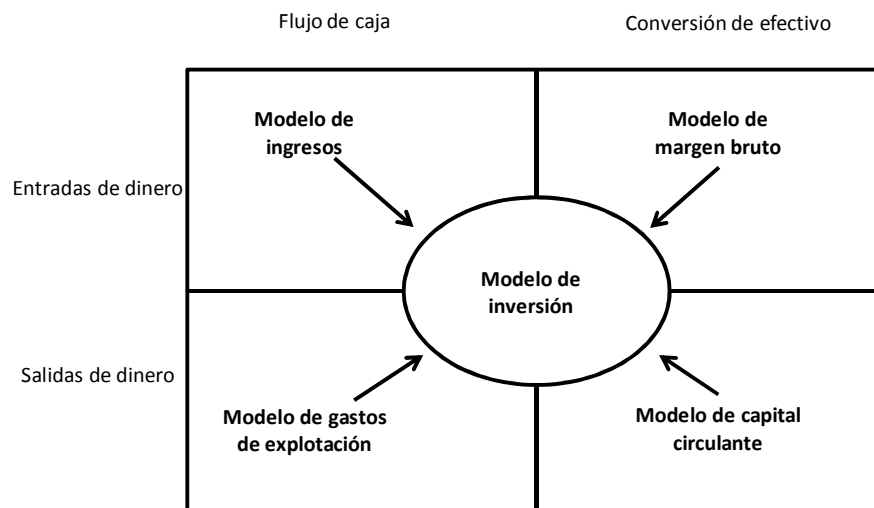 Flujo de caja
Conversión de efectivo
Modelo de
ingresos
Modelo de
margen bruto
Entradas de dinero
Modelo de
inversión
Salidas de dinero
Modelo de gastos
de explotación
Modelo de capital
circulante